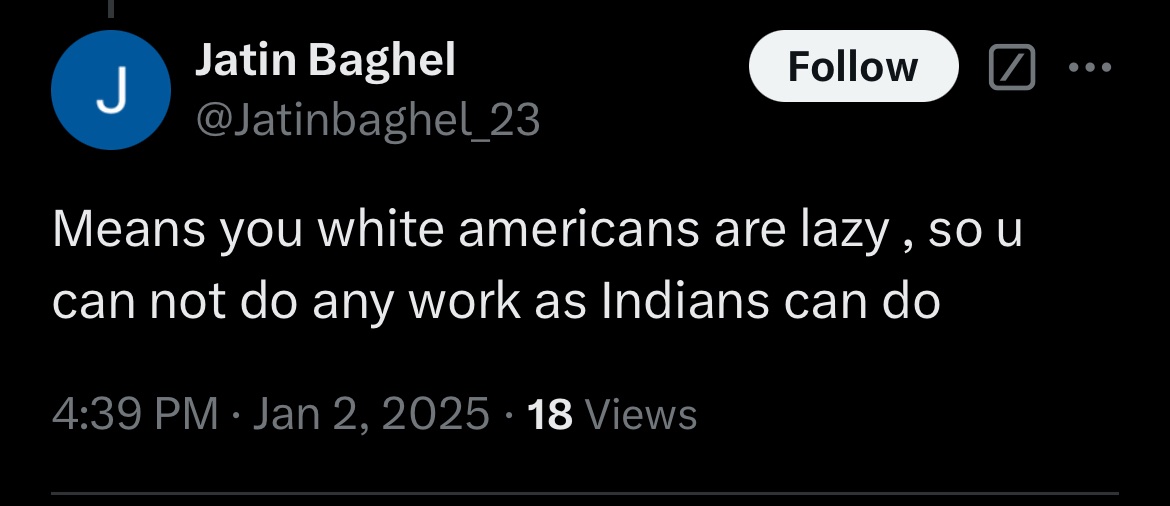 J
Jatin Baghel
Follow
@Jatinbaghel_23
Means you white americans are lazy , so u
can not do any work as Indians can do
4:39 PM · Jan 2, 2025 · 18 Views